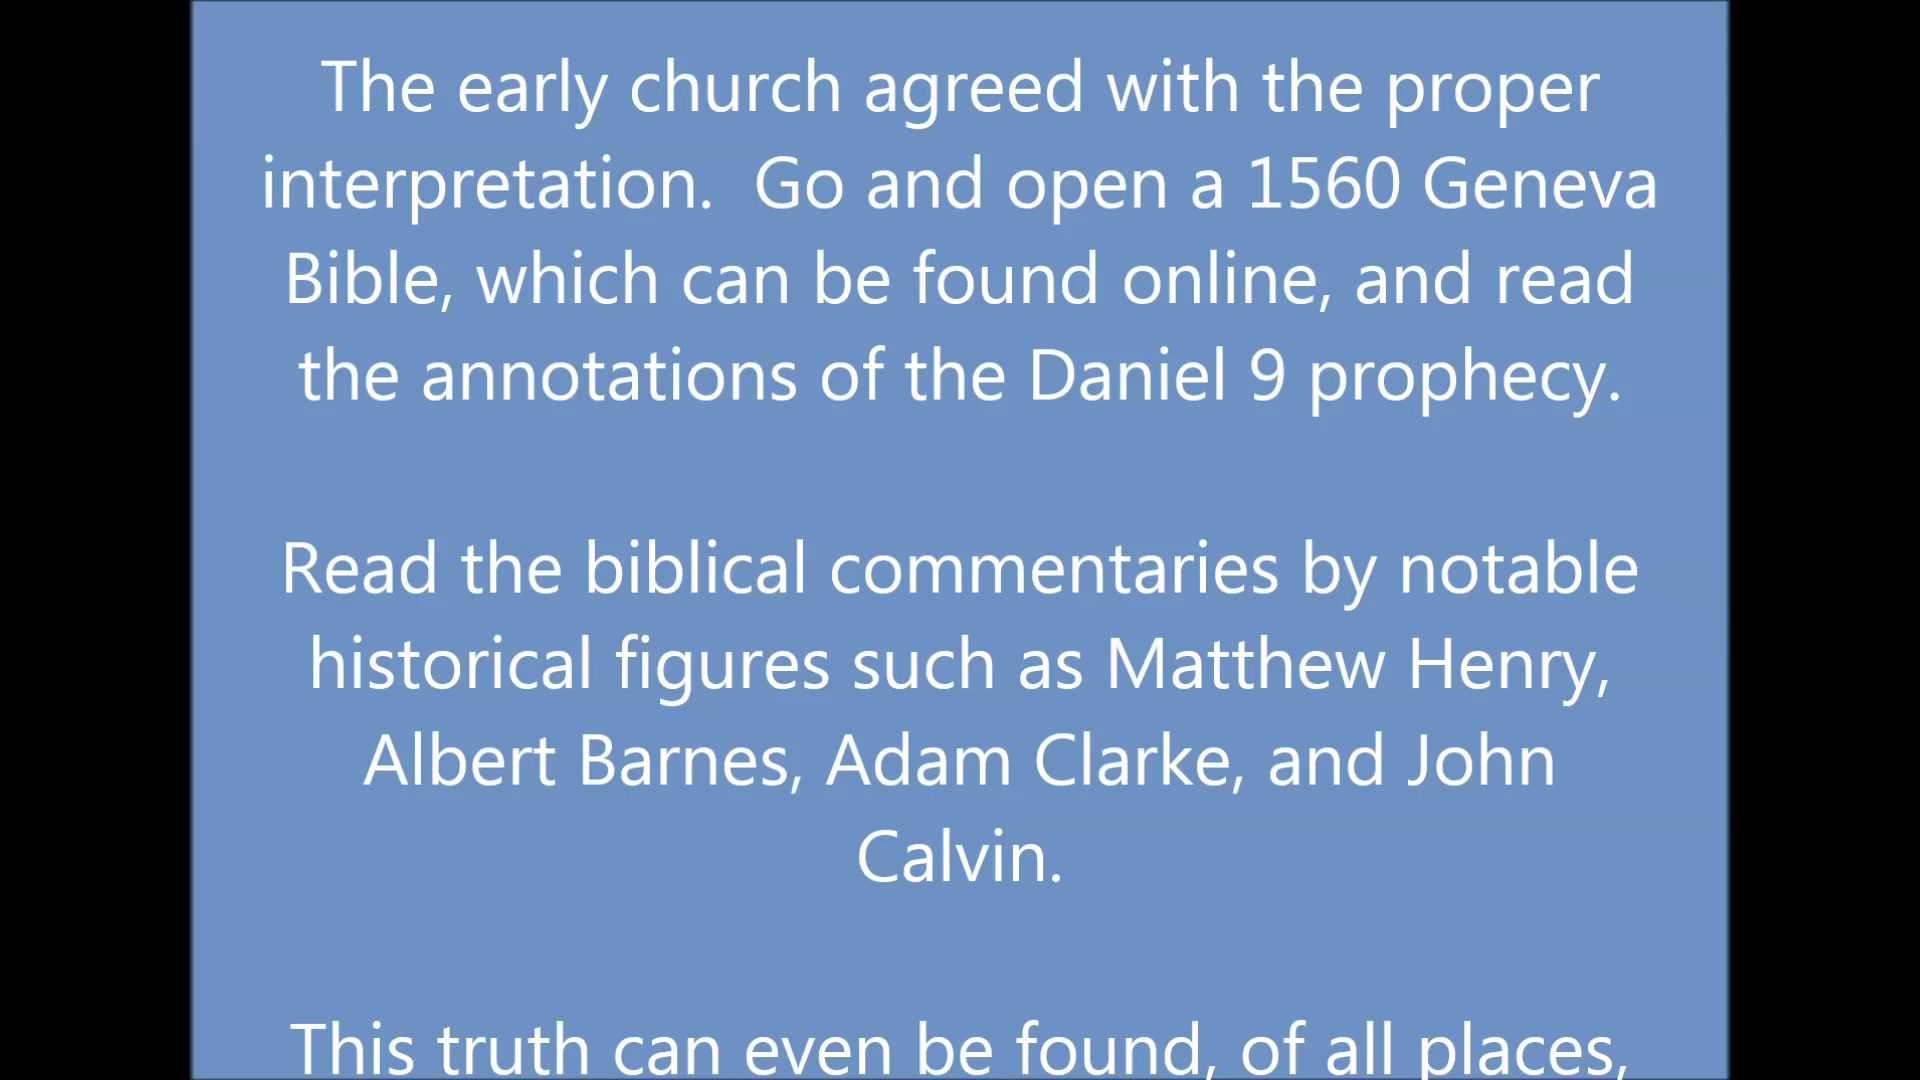 The early church agreed with the proper
interpretation.  Go and open a 1560 Geneva
Bible, which can be found online, and read
the annotations of the Daniel 9 prophecy.
Read the biblical commentaries by notable
historical figures such as Matthew Henry,
Albert Barnes, Adam Clarke, and John
Calvin.
This truth can even be found, of all places,